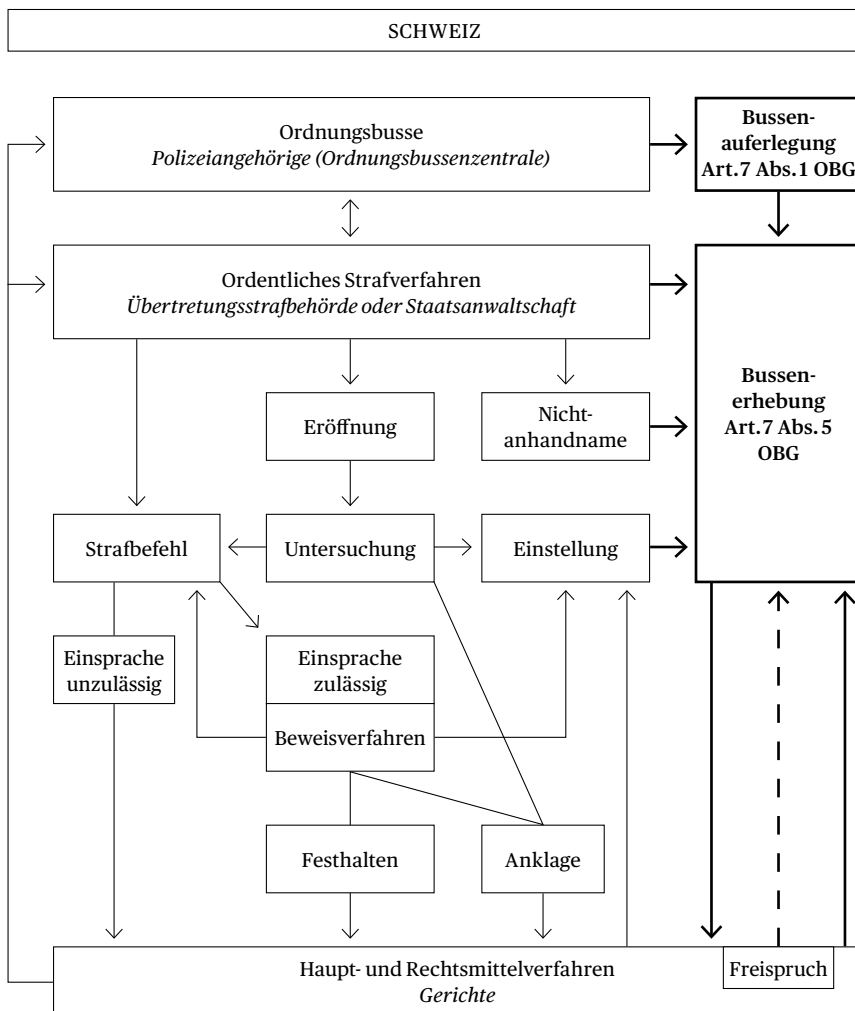 SCHWEIZ
Ordnungsbusse
Polizeiangehörige (Ordnungsbussenzentrale)
Bussen-
auferlegung
Art. 7 Abs. 1 OBG
Ordentliches Strafverfahren
Übertretungsstrafbehörde oder Staatsanwaltschaft
Bussen-
erhebung
Art. 7 Abs. 5
OBG
Eröffnung
Nicht-
anhandname
Strafbefehl
Untersuchung
Einstellung
Einsprache
unzulässig
Einsprache
zulässig
Beweisverfahren
Festhalten
Anklage
Haupt- und Rechtsmittelverfahren
Gerichte
Freispruch